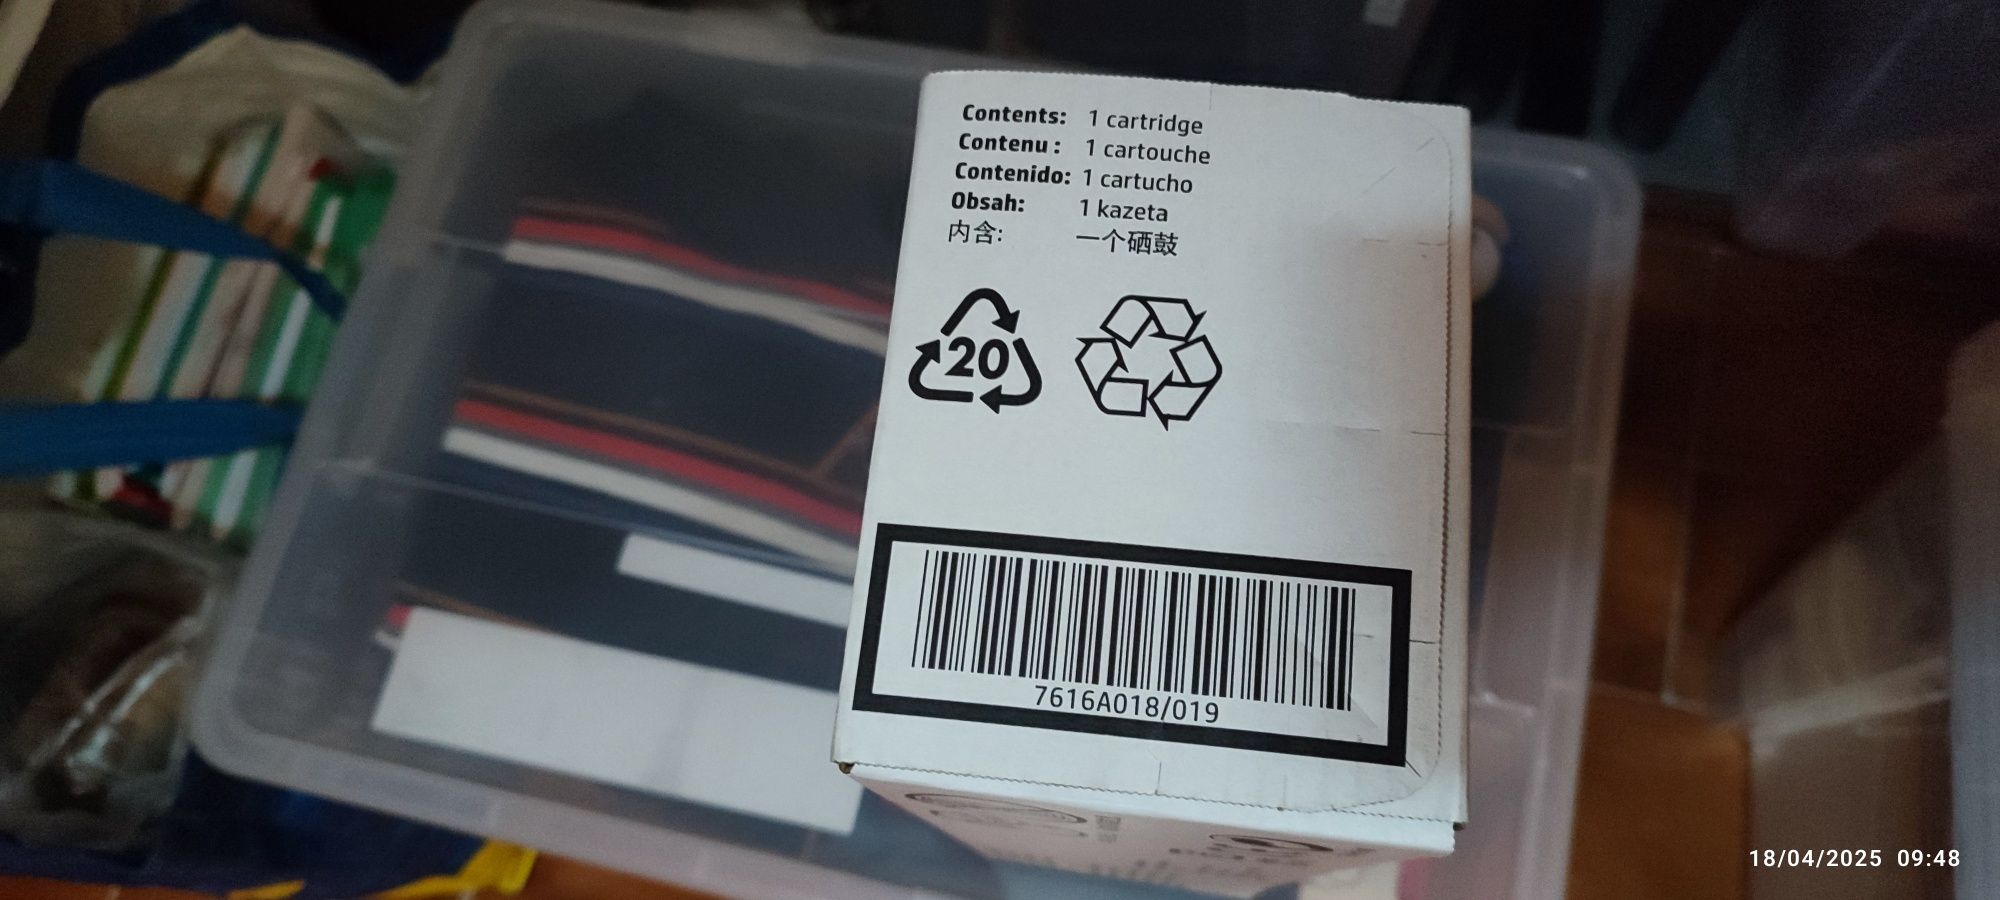 Contents: 1 cartridge
Contenu : 1 cartouche
Contenido: 1 cartucho
Obsah: 1 kazeta
内含: 一个硒鼓
20
7616A018/019
18/04/2025 09:48